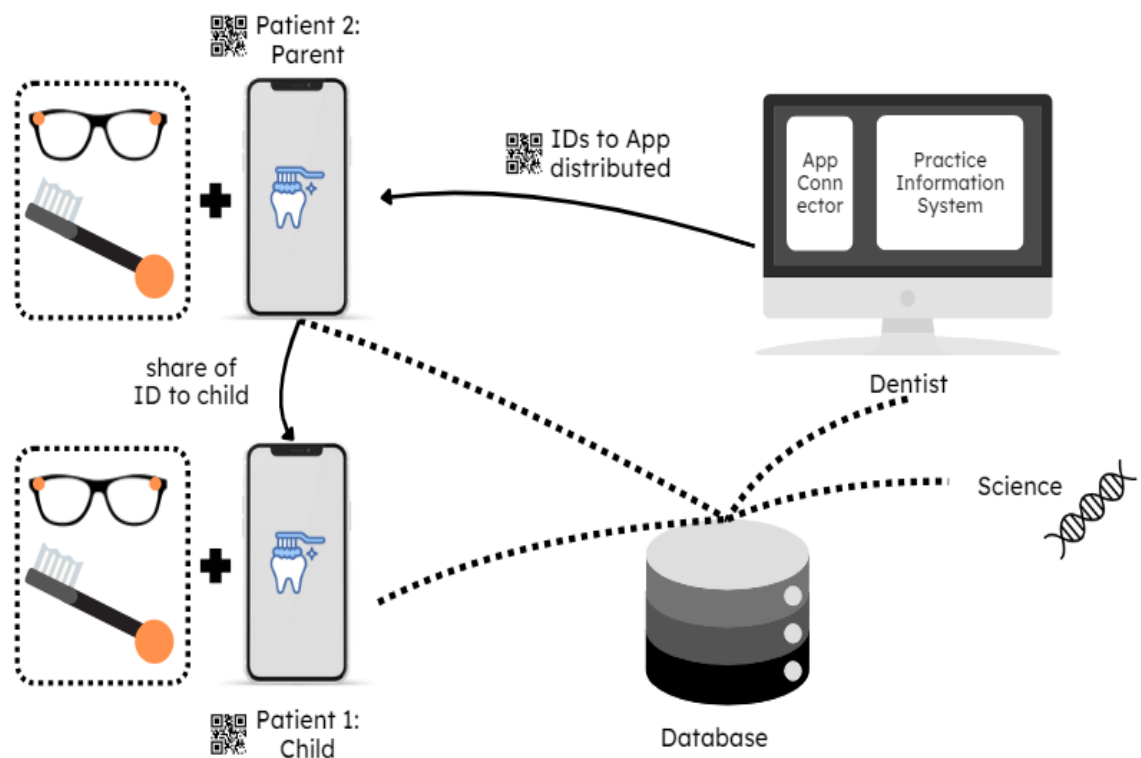 Patient 2:
Parent
IDs to App
distributed
App
Conn
ector
Practice
Information
System
share of
ID to child
Dentist
Science
Patient 1:
Child
Database